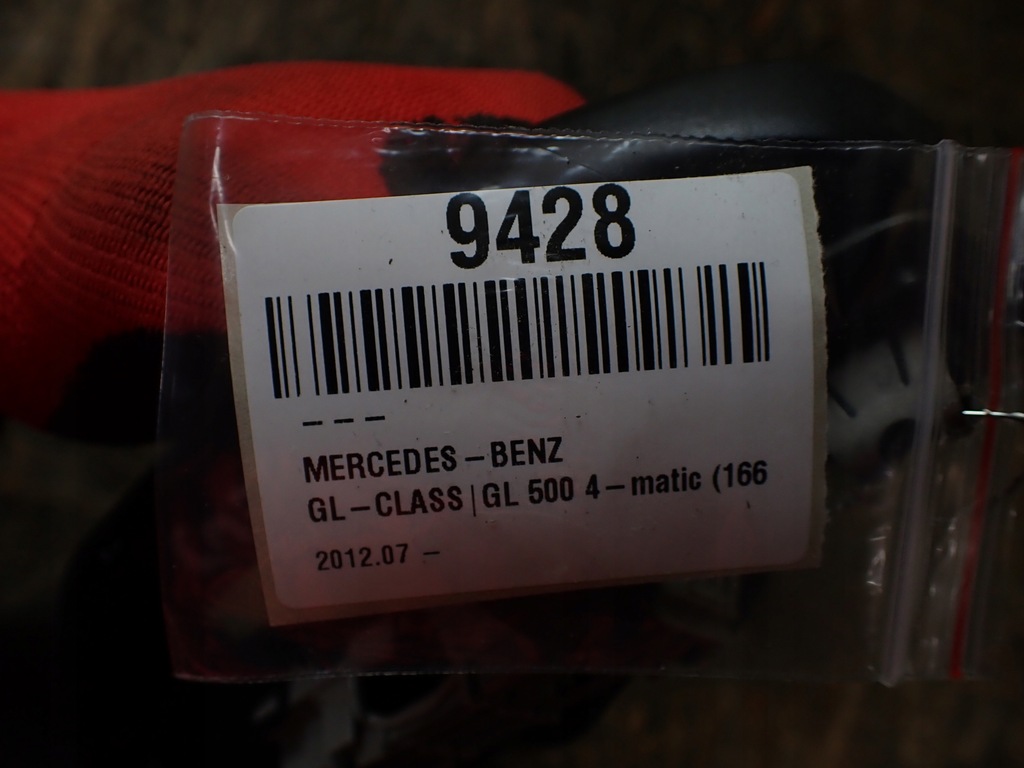 9428
– – –
MERCEDES – BENZ
GL – CLASS | GL 500 4 – matic (166
2012.07 –